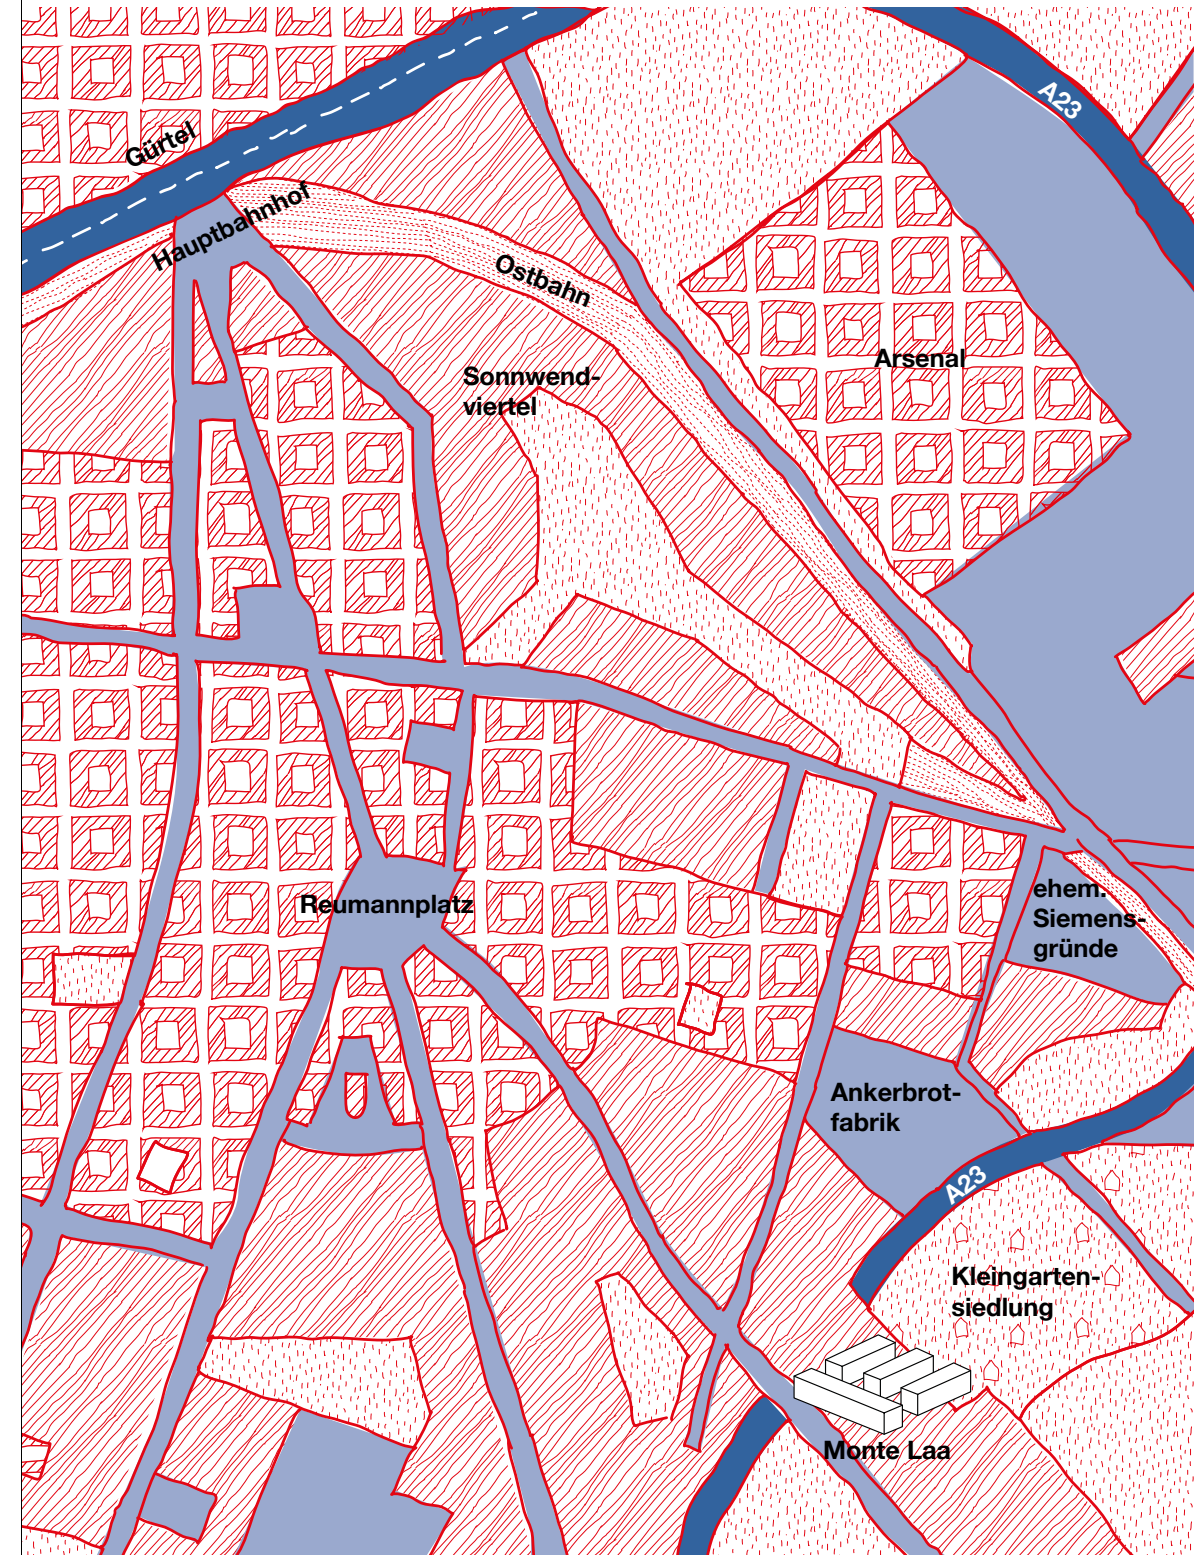 A23
Gürtel
Hauptbahnhof
Ostbahn
Arsenal
Sonnwend-
viertel
ehem.
Siemens-
gründe
Reumannplatz
Ankerbrot-
fabrik
A23
Kleingarten-
siedlung
Monte Laa